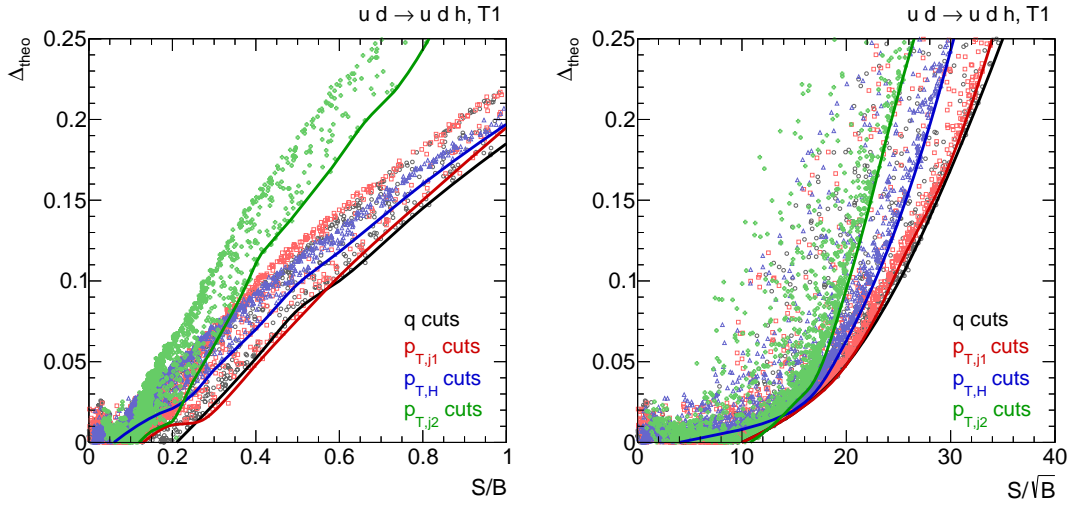 u d → u d h, T1
Δtheo
0.25
0.2
0.15
0.1
0.05
0
q cuts
pT,j1 cuts
pT,H cuts
pT,j2 cuts
0 0.2 0.4 0.6 0.8 1
S/B
u d → u d h, T1
Δtheo
0.25
0.2
0.15
0.1
0.05
0
q cuts
pT,j1 cuts
pT,H cuts
pT,j2 cuts
0 10 20 30 40
S/√B